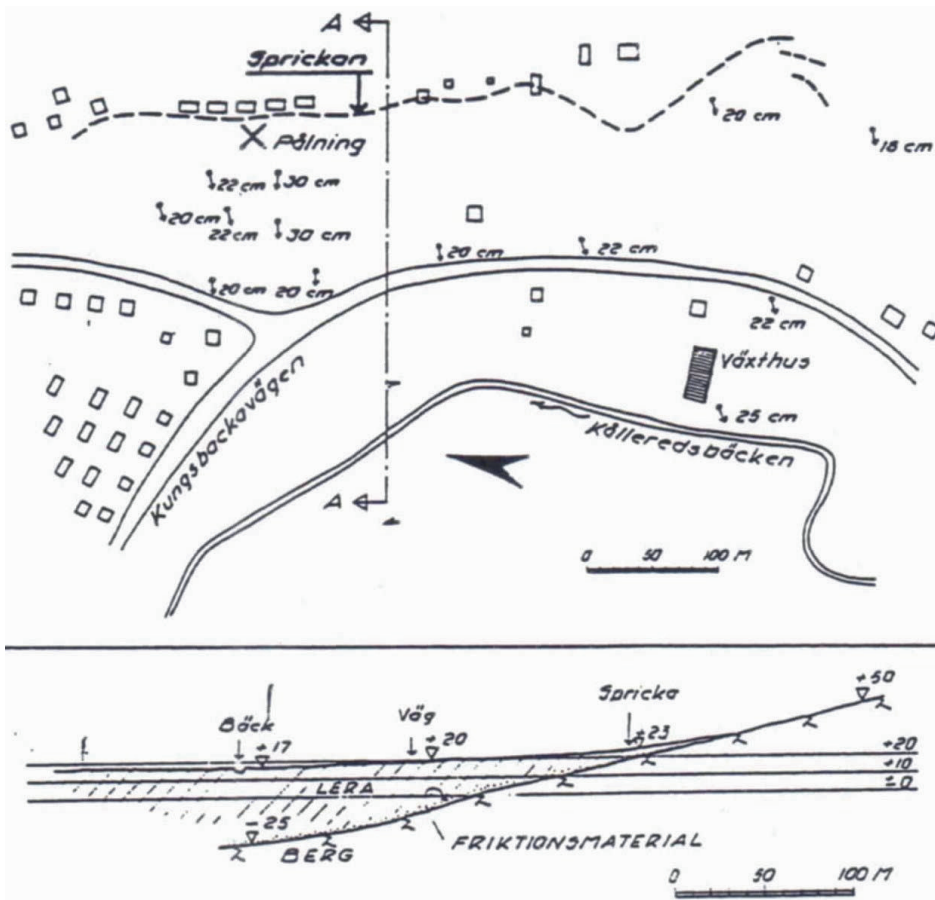 A
Sprickan
20 cm
18 cm
Pålning
22 cm 30 cm
20 cm
22 cm 30 cm
20 cm 22 cm
20 cm 20 cm
22 cm
Växthus
25 cm
Kungsbackavägen
Kålleredsbäcken
A
0 50 100 M
+50
Spricka
Bäck Väg +23
+17 +20 +20
+10
LERA ±0
-25
BERG FRIKTIONSMATERIAL
0 50 100 M